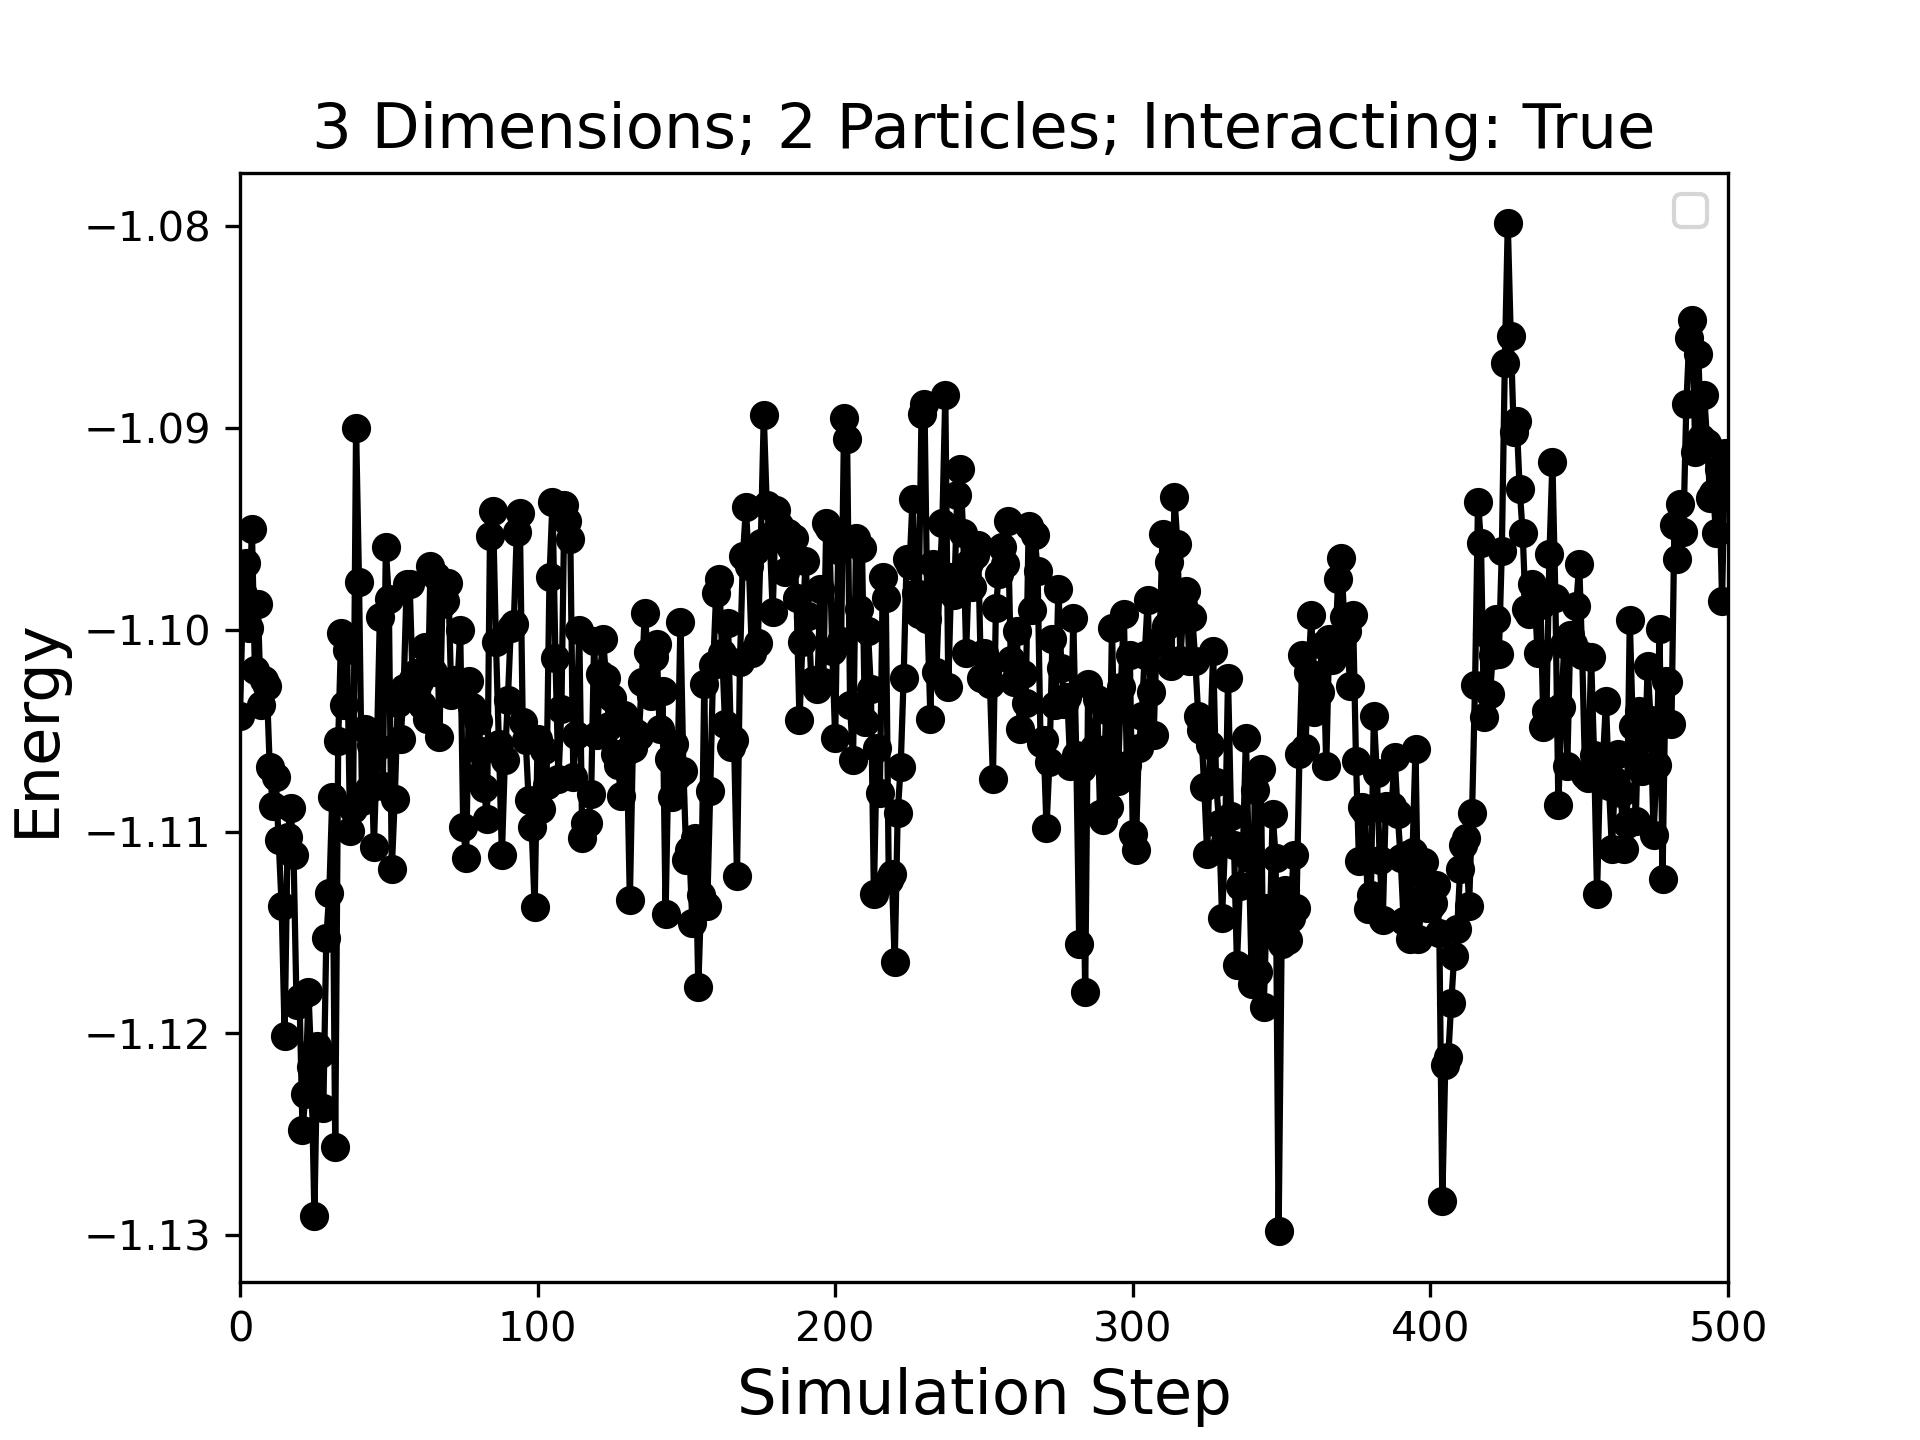 3 Dimensions; 2 Particles; Interacting: True
−1.08
−1.09
−1.10
−1.11
−1.12
−1.13
Energy
0 100 200 300 400 500
Simulation Step